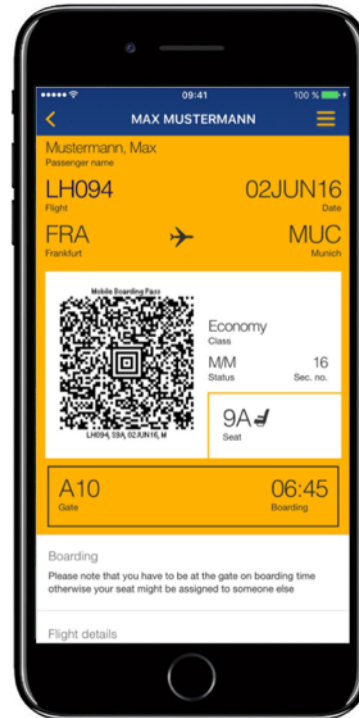 09:41
100 %
MAX MUSTERMANN
Mustermann, Max
Passenger name
LH094
02JUN16
Flight
Date
FRA
MUC
Frankfurt
Munich
Mobile Boarding Pass
Economy
Class
M/M
16
Status
Sec. no.
9A
Seat
LH094, S9A, 02JUN16, M
A10
06:45
Gate
Boarding
Boarding
Please note that you have to be at the gate on boarding time
otherwise your seat might be assigned to someone else
Flight details